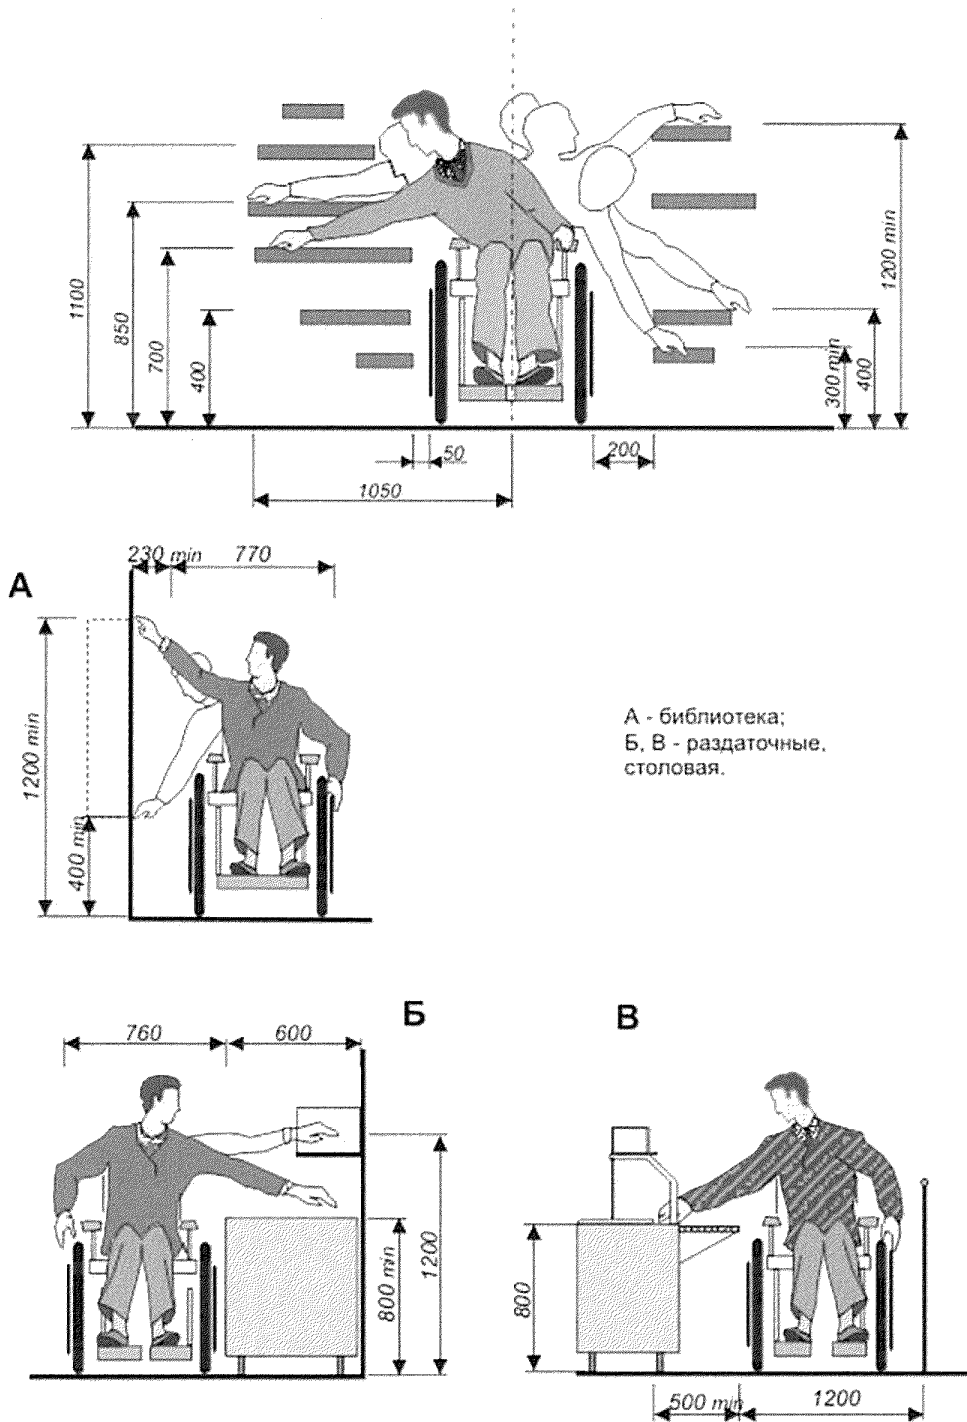 1100
850
700
400
1200 min
300 min
400
50
200
1050
230 min
770
А
1200 min
400 min
А - библиотека;
Б, В - раздаточные,
столовая.
Б
В
760
600
800 min
1200
800
500 min
1200